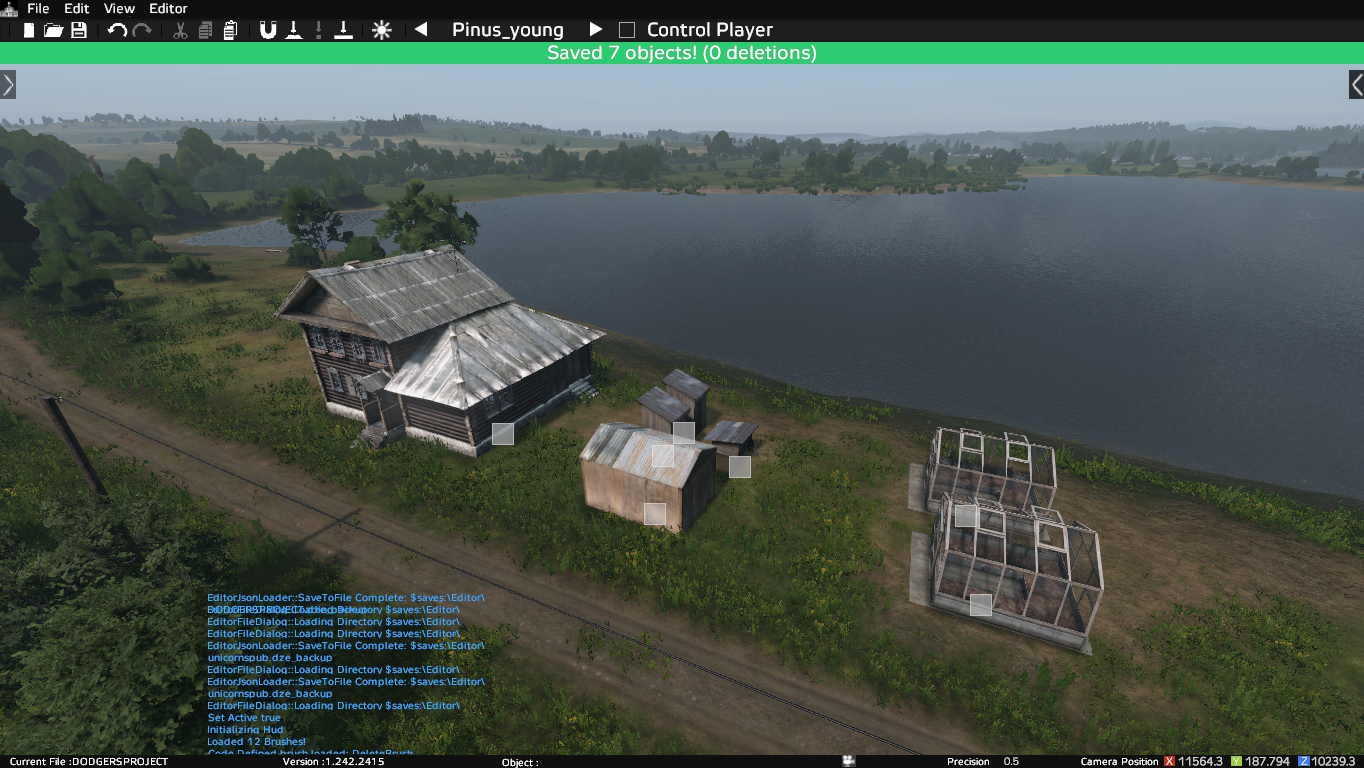 File Edit View Editor
Pinus_young Control Player
Saved 7 objects! (0 deletions)
EditorJsonLoader::SaveToFile Complete: $saves:\Editor\
EditorFileDialog::Loading Directory $saves:\Editor\
EditorFileDialog::Loading Directory $saves:\Editor\
EditorJsonLoader::SaveToFile Complete: $saves:\Editor\
unicornspub.dze_backup
EditorFileDialog::Loading Directory $saves:\Editor\
EditorJsonLoader::SaveToFile Complete: $saves:\Editor\
unicornspub.dze_backup
EditorFileDialog::Loading Directory $saves:\Editor\
Set Active true
Initializing Hud
Loaded 12 Brushes!
Code Defined brush loaded: DeleteBrush
Current File :DODGERSPROJECT Version :1.242.2415 Object : Precision 0.5 Camera Position X 11564.3 Y 187.794 Z 10239.3